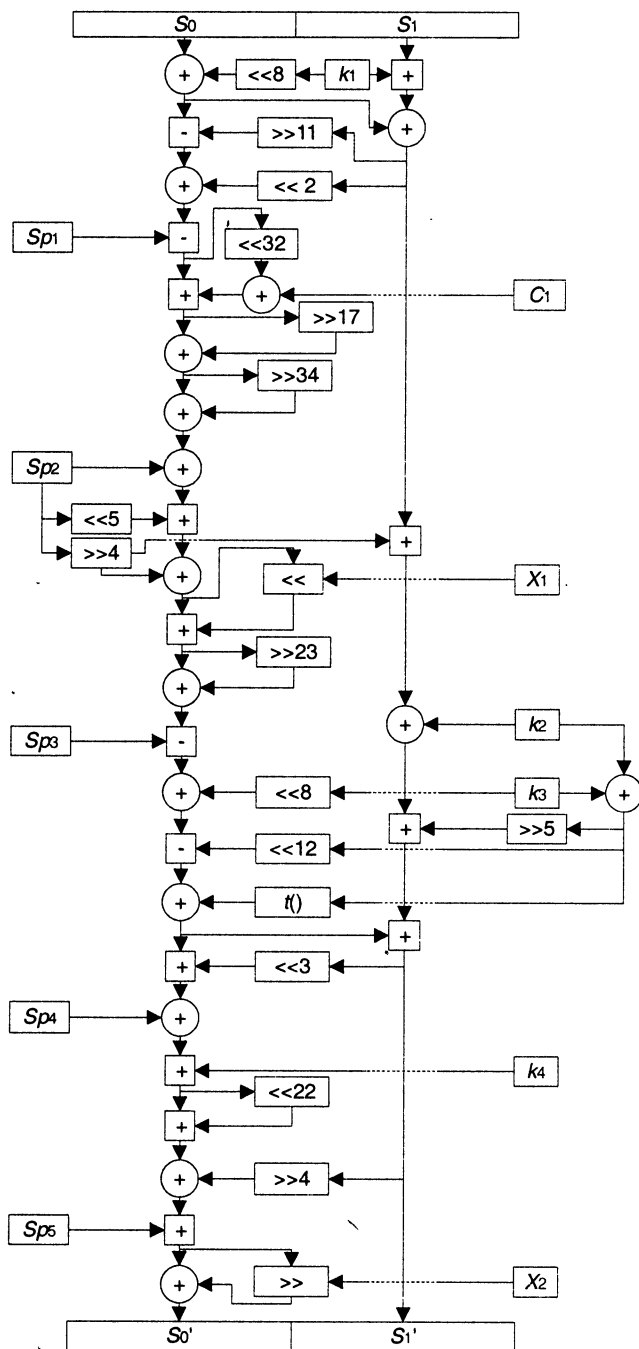 S0 S1
+ <<8 k1 +
- >>11 +
+ << 2
Sp1 - <<32
+ + C1
>>17
+ >>34
+
Sp2 +
<<5 + +
>>4 + << X1
+ >>23
+
Sp3 - + k2
+ <<8 k3 +
- <<12 + >>5
+ t() +
+ <<3
Sp4 +
+ k4
<<22
+
+ >>4
Sp5 +
+ >> X2
S0' S1'